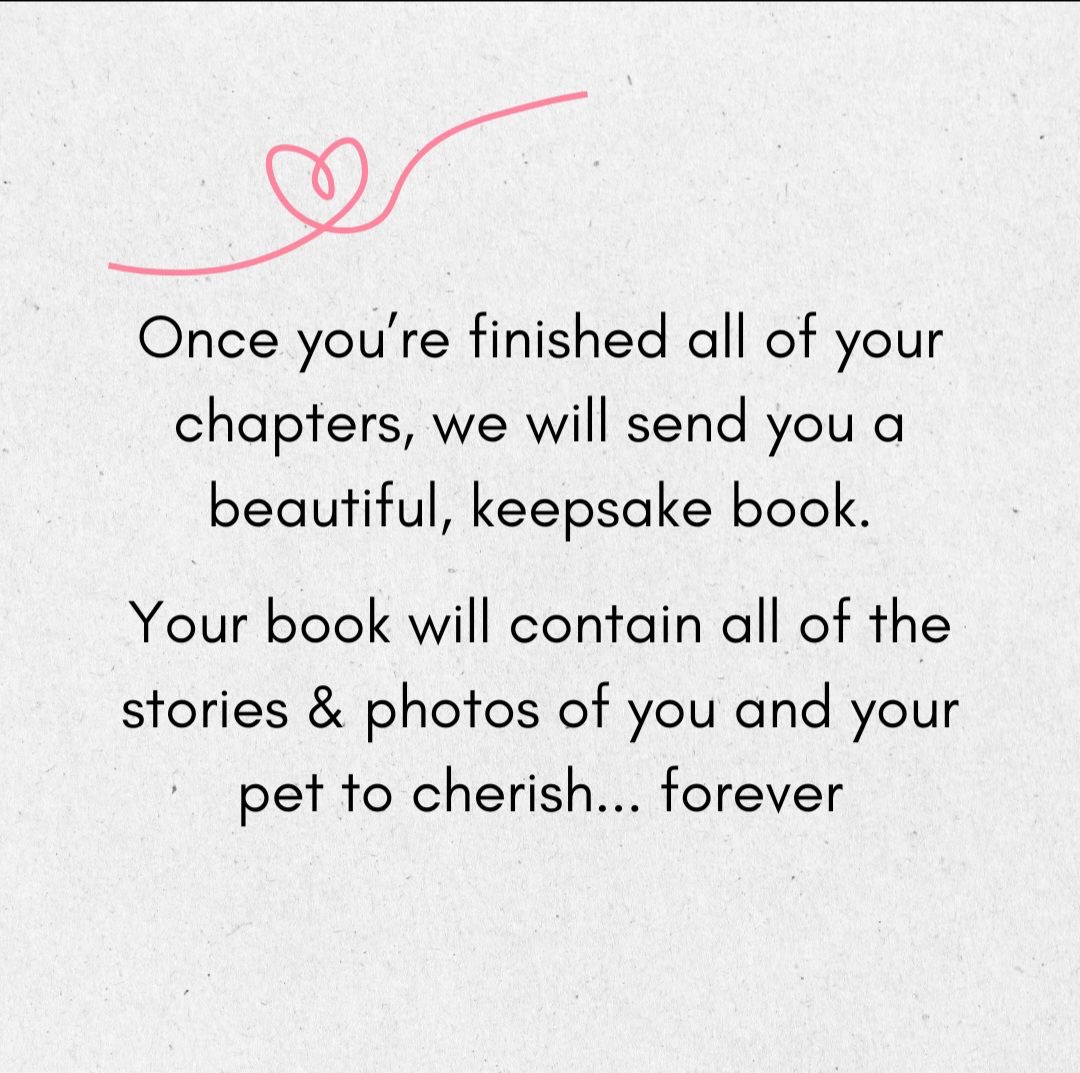 Once you’re finished all of your
chapters, we will send you a
beautiful, keepsake book.
Your book will contain all of the
stories & photos of you and your
pet to cherish... forever